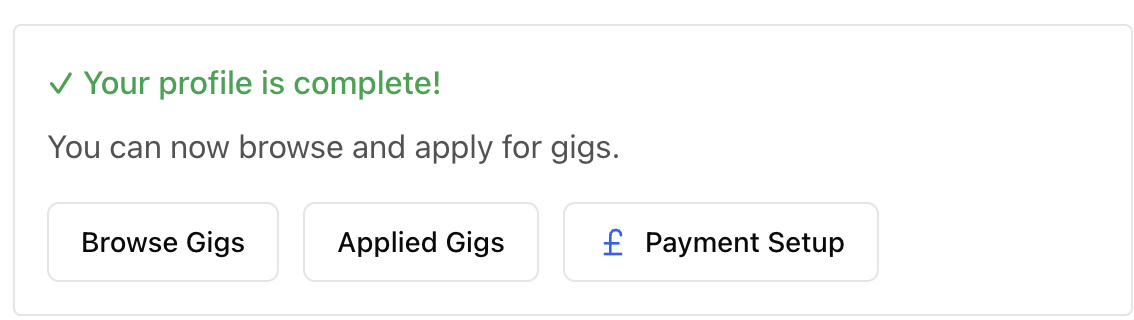 ✓ Your profile is complete!
You can now browse and apply for gigs.
Browse Gigs Applied Gigs £ Payment Setup